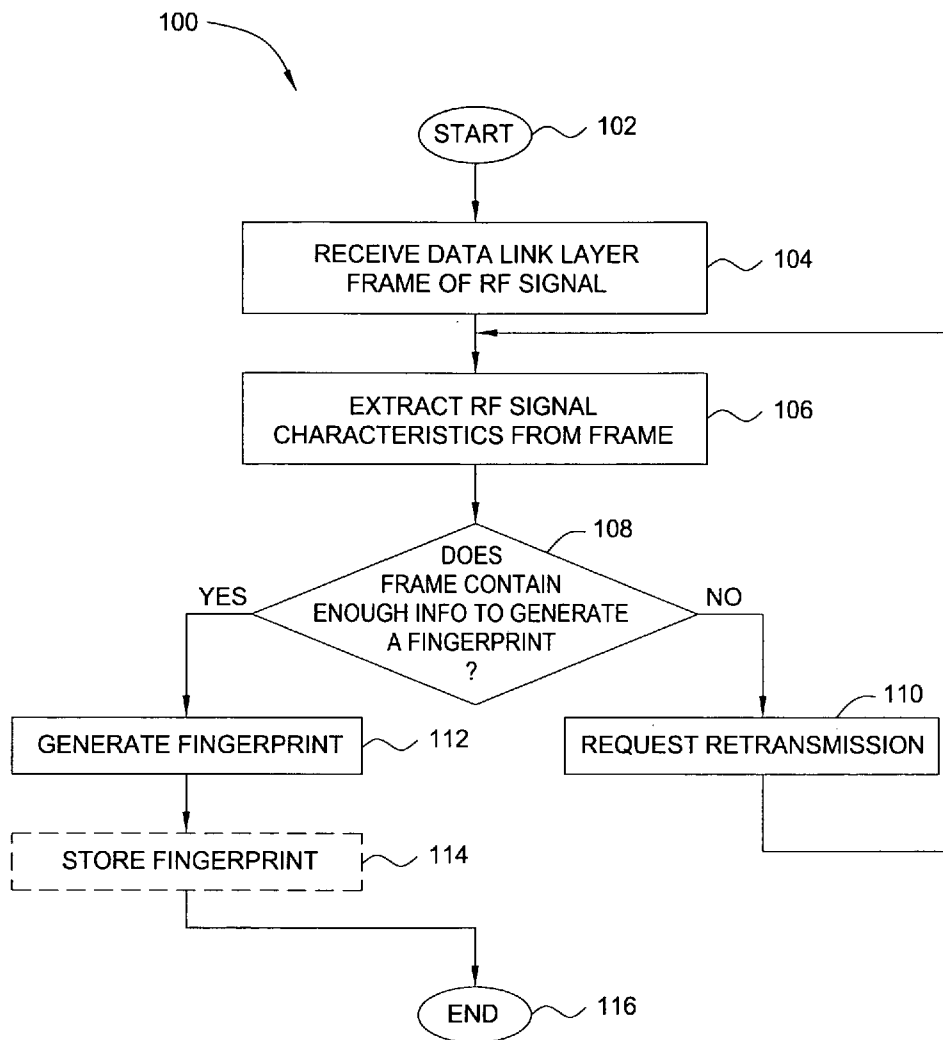 100
START
102
RECEIVE DATA LINK LAYER
FRAME OF RF SIGNAL
104
EXTRACT RF SIGNAL
CHARACTERISTICS FROM FRAME
106
108
DOES
FRAME CONTAIN
ENOUGH INFO TO GENERATE
A FINGERPRINT
?
YES
NO
GENERATE FINGERPRINT
112
110
REQUEST RETRANSMISSION
STORE FINGERPRINT
114
END
116